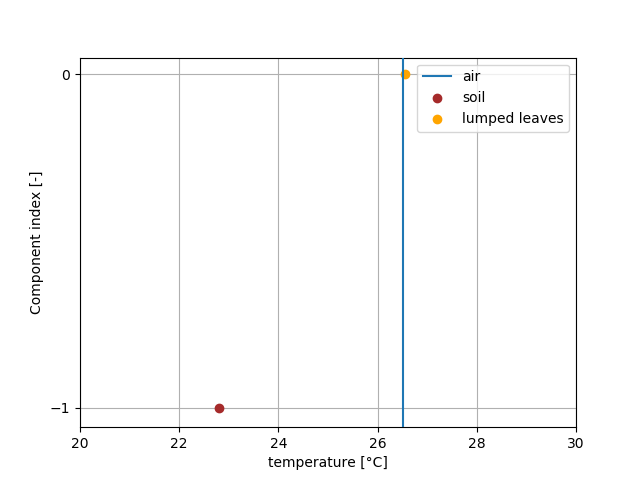 air
soil
lumped leaves
0
−1
Component index [-]
20 22 24 26 28 30
temperature [°C]